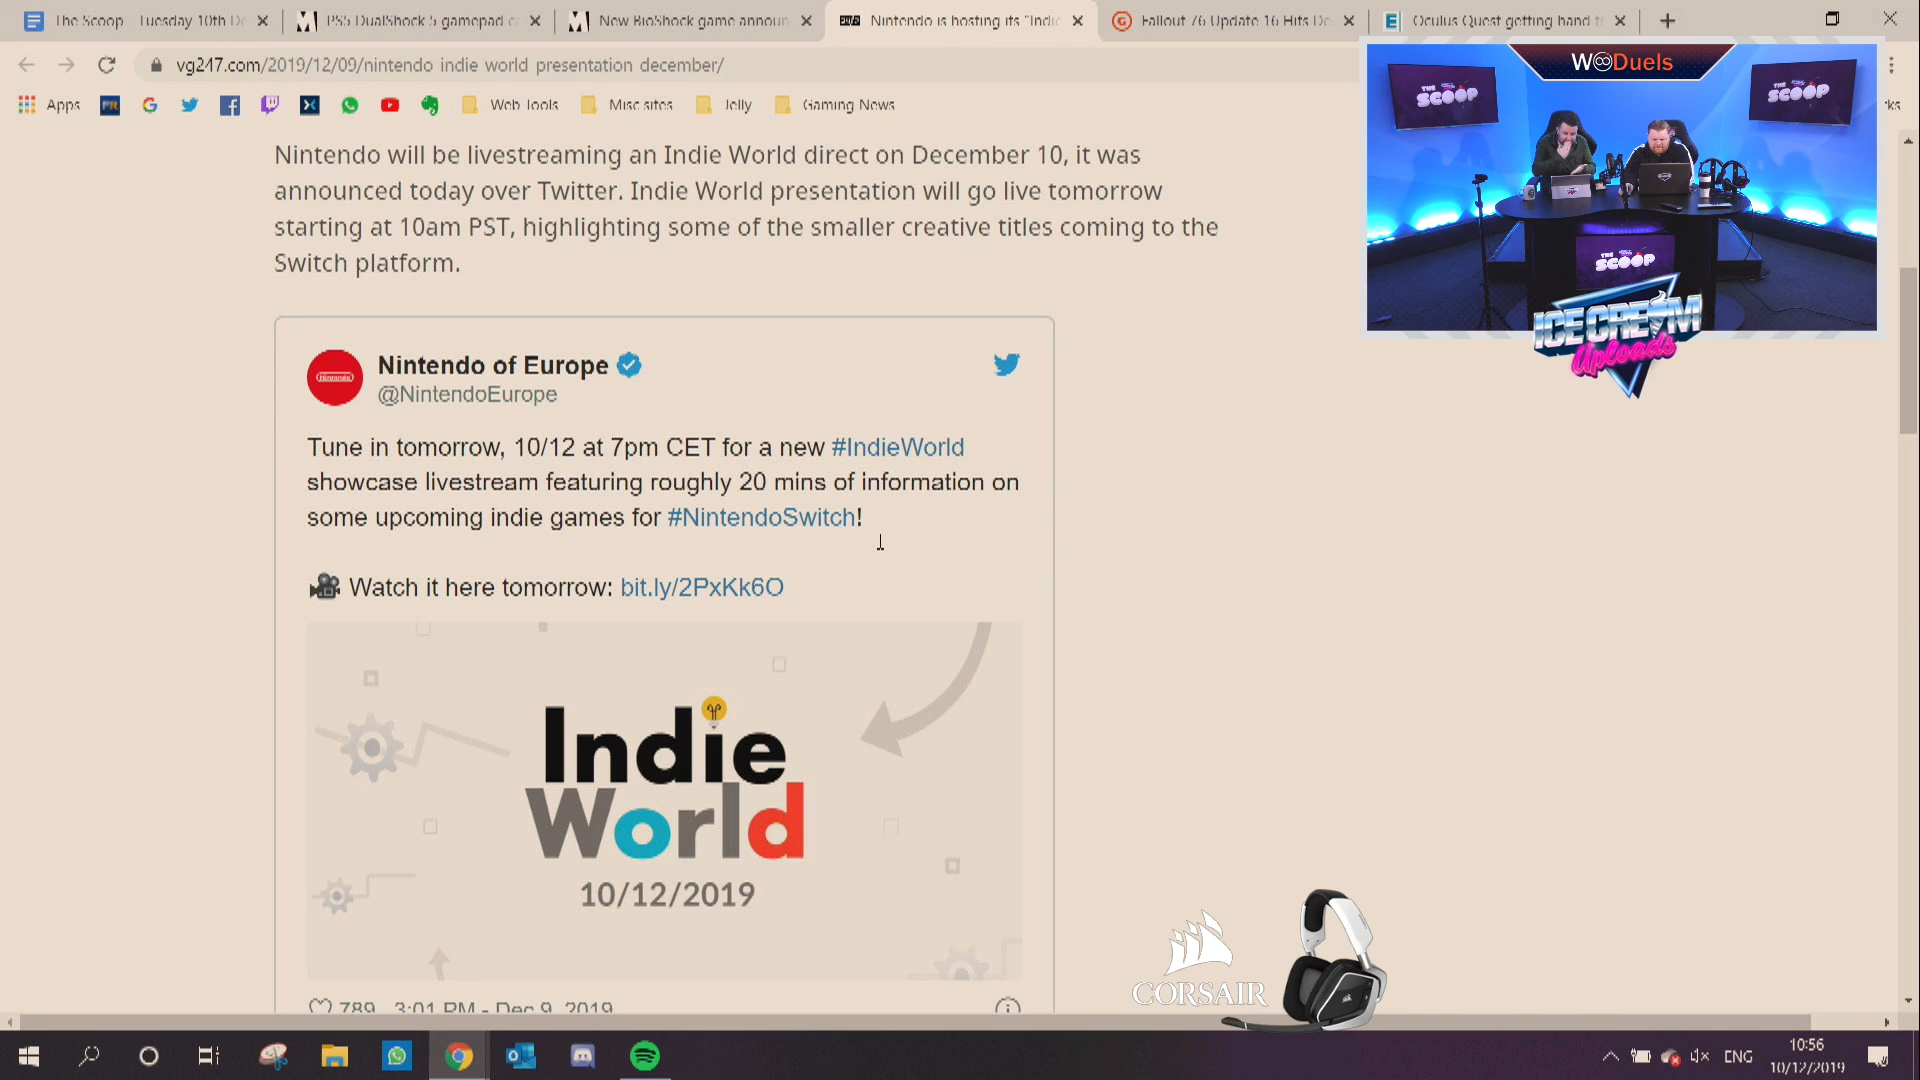 The Scoop Tuesday 10th De
PS5 DualShock 5 gamepad ca
New BioShock game announ
Nintendo is hosting its "Indie
Fallout 76 Update 16 Hits De
Oculus Quest getting hand t
vg247.com/2019/12/09/nintendo indie world presentation december/
Apps
Web Tools
Misc sites
Jelly
Gaming News
Nintendo will be livestreaming an Indie World direct on December 10, it was
announced today over Twitter. Indie World presentation will go live tomorrow
starting at 10am PST, highlighting some of the smaller creative titles coming to the
Switch platform.
Nintendo of Europe
@NintendoEurope
Tune in tomorrow, 10/12 at 7pm CET for a new #IndieWorld
showcase livestream featuring roughly 20 mins of information on
some upcoming indie games for #NintendoSwitch!
Watch it here tomorrow: bit.ly/2PxKk6O
Indie
World
10/12/2019
789 3:01 PM - Dec 9, 2019
Duels
THE
SCOOP
THE
SCOOP
THE
SCOOP
ICE CREAM
Uploads
CORSAIR
ENG
10:56
10/12/2019